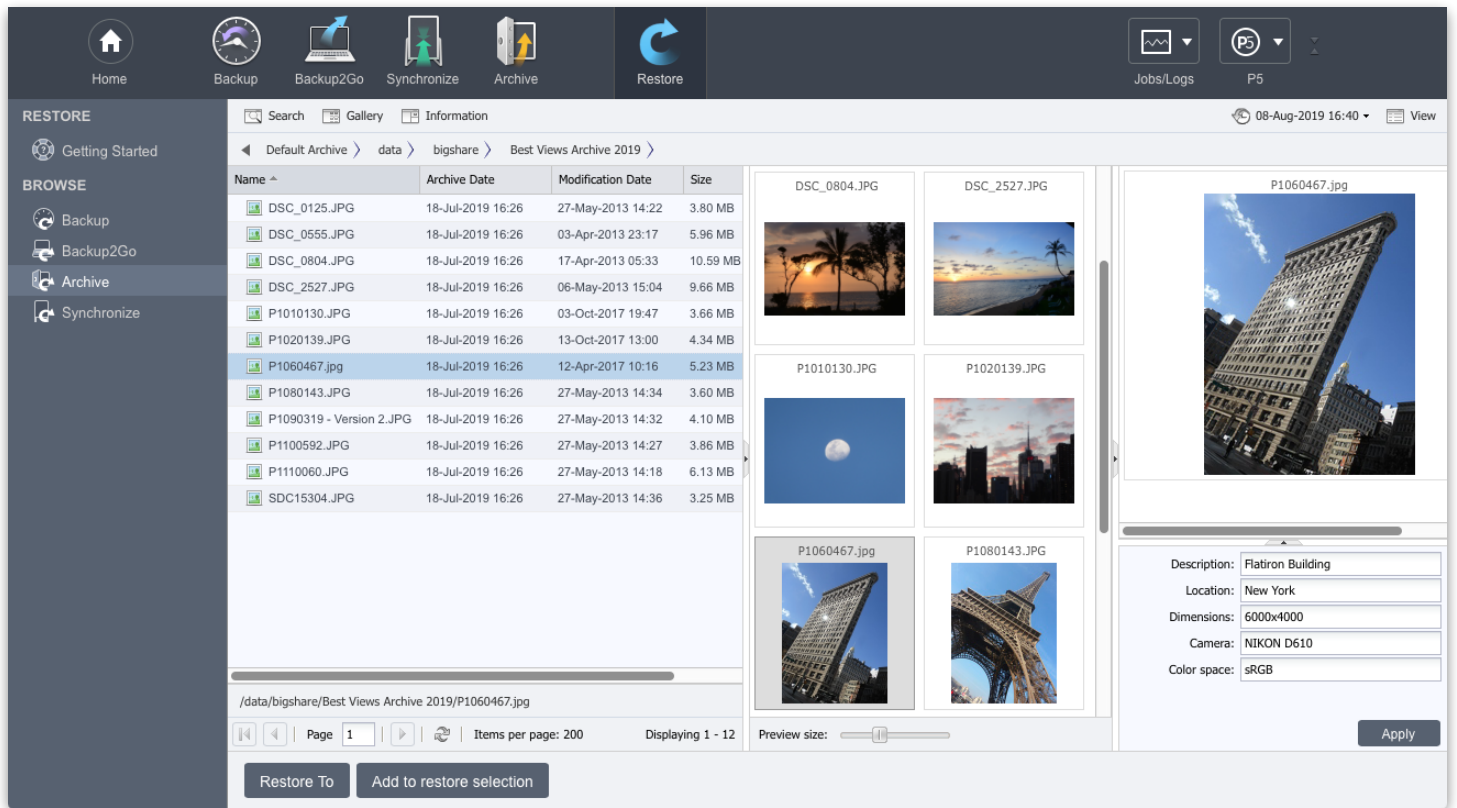 Home
Backup
Backup2Go
Synchronize
Archive
Restore
Jobs/Logs
P5
P5
RESTORE
Getting Started
BROWSE
Backup
Backup2Go
Archive
Synchronize
Search Gallery Information
08-Aug-2019 16:40 View
Default Archive data bigshare Best Views Archive 2019
Name Archive Date Modification Date Size
DSC_0125.JPG 18-Jul-2019 16:26 27-May-2013 14:22 3.80 MB
DSC_0555.JPG 18-Jul-2019 16:26 03-Apr-2013 23:17 5.96 MB
DSC_0804.JPG 18-Jul-2019 16:26 17-Apr-2013 05:33 10.59 MB
DSC_2527.JPG 18-Jul-2019 16:26 06-May-2013 15:04 9.66 MB
P1010130.JPG 18-Jul-2019 16:26 03-Oct-2017 19:47 3.66 MB
P1020139.JPG 18-Jul-2019 16:26 13-Oct-2017 13:00 4.34 MB
P1060467.jpg 18-Jul-2019 16:26 12-Apr-2017 10:16 5.23 MB
P1080143.JPG 18-Jul-2019 16:26 27-May-2013 14:34 3.60 MB
P1090319 - Version 2.JPG 18-Jul-2019 16:26 27-May-2013 14:32 4.10 MB
P1100592.JPG 18-Jul-2019 16:26 27-May-2013 14:27 3.86 MB
P1110060.JPG 18-Jul-2019 16:26 27-May-2013 14:18 6.13 MB
SDC15304.JPG 18-Jul-2019 16:26 27-May-2013 14:36 3.25 MB
/data/bigshare/Best Views Archive 2019/P1060467.jpg
Page 1 Items per page: 200 Displaying 1 - 12
DSC_0804.JPG DSC_2527.JPG
P1010130.JPG P1020139.JPG
P1060467.jpg P1080143.JPG
Preview size:
P1060467.jpg
Description: Flatiron Building
Location: New York
Dimensions: 6000x4000
Camera: NIKON D610
Color space: sRGB
Apply
Restore To Add to restore selection